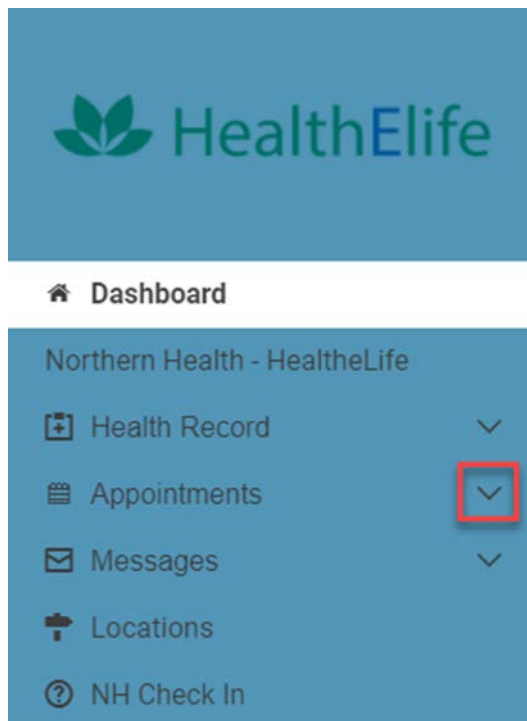 HealthElife
Dashboard
Northern Health - HealtheLife
Health Record
Appointments
Messages
Locations
NH Check In